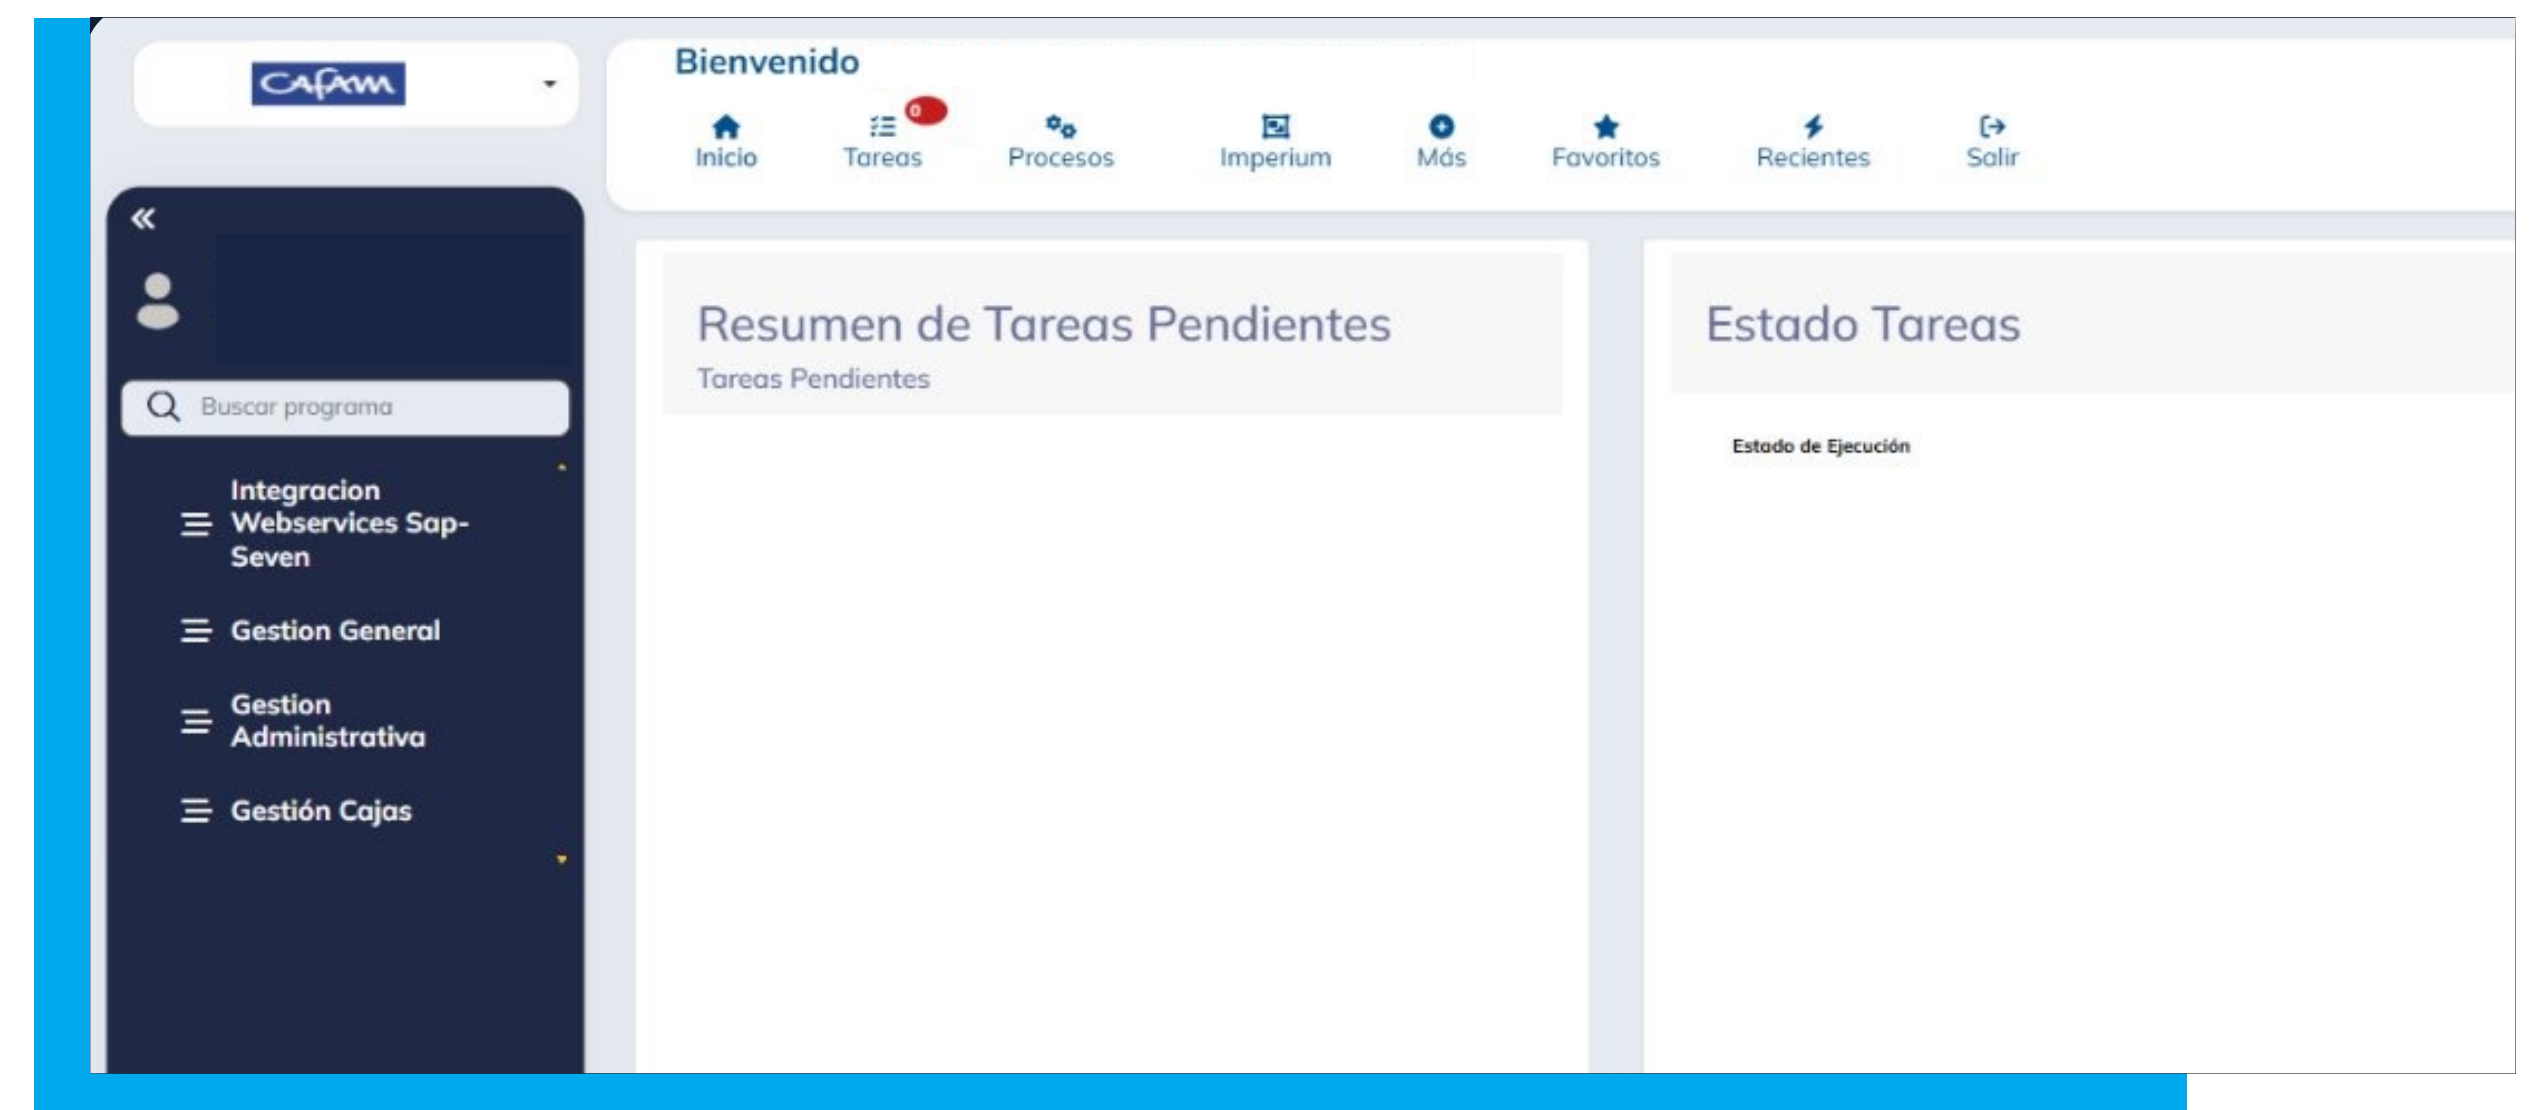 CAFAM
Bienvenido
0
Inicio
Tareas
Procesos
Imperium
Más
Favoritos
Recientes
Salir
Buscar programa
Integracion
Webservices Sap-
Seven
Gestion General
Gestion
Administrativa
Gestión Cajas
Resumen de Tareas Pendientes
Tareas Pendientes
Estado Tareas
Estado de Ejecución